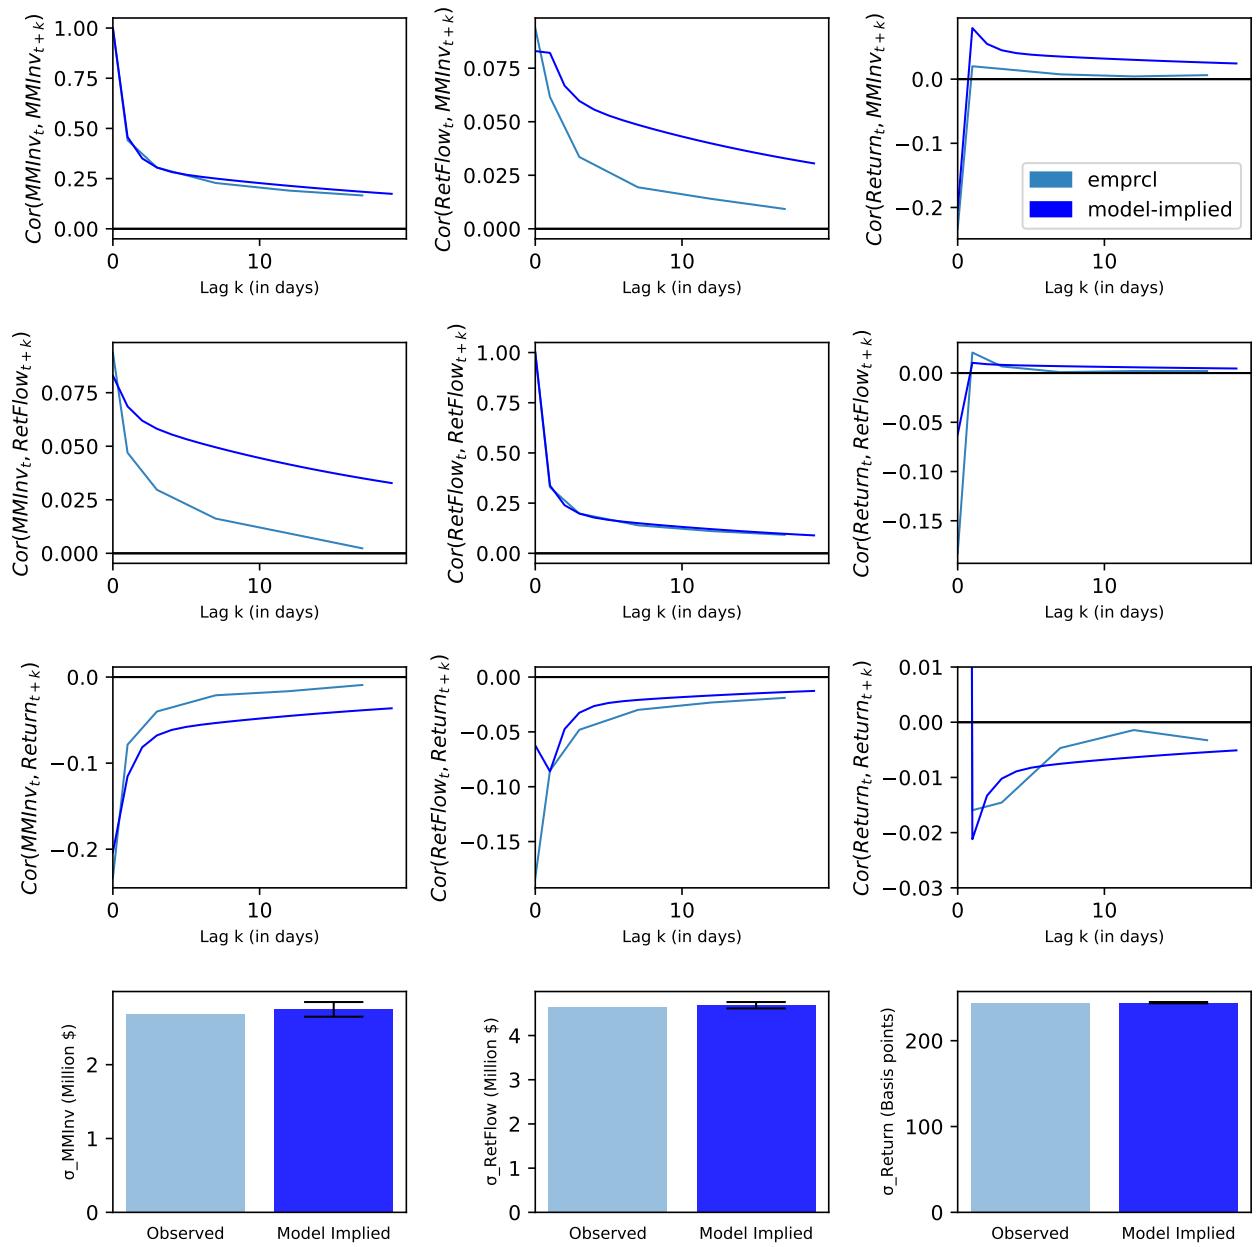 Cor(MMInv_t, MMInv_{t+k})
1.00
0.75
0.50
0.25
0.00
0
10
Lag k (in days)
Cor(RetFlow_t, MMInv_{t+k})
0.075
0.050
0.025
0.000
0
10
Lag k (in days)
Cor(Return_t, MMInv_{t+k})
0.0
−0.1
−0.2
emprcl
model-implied
0
10
Lag k (in days)
Cor(MMInv_t, RetFlow_{t+k})
0.075
0.050
0.025
0.000
0
10
Lag k (in days)
Cor(RetFlow_t, RetFlow_{t+k})
1.00
0.75
0.50
0.25
0.00
0
10
Lag k (in days)
Cor(Return_t, RetFlow_{t+k})
0.00
−0.05
−0.10
−0.15
0
10
Lag k (in days)
Cor(MMInv_t, Return_{t+k})
0.0
−0.1
−0.2
0
10
Lag k (in days)
Cor(RetFlow_t, Return_{t+k})
0.00
−0.05
−0.10
−0.15
0
10
Lag k (in days)
Cor(Return_t, Return_{t+k})
0.01
0.00
−0.01
−0.02
−0.03
0
10
Lag k (in days)
σ_MMInv (Million $)
2
1
0
Observed
Model Implied
σ_RetFlow (Million $)
4
3
2
1
0
Observed
Model Implied
σ_Return (Basis points)
200
100
0
Observed
Model Implied